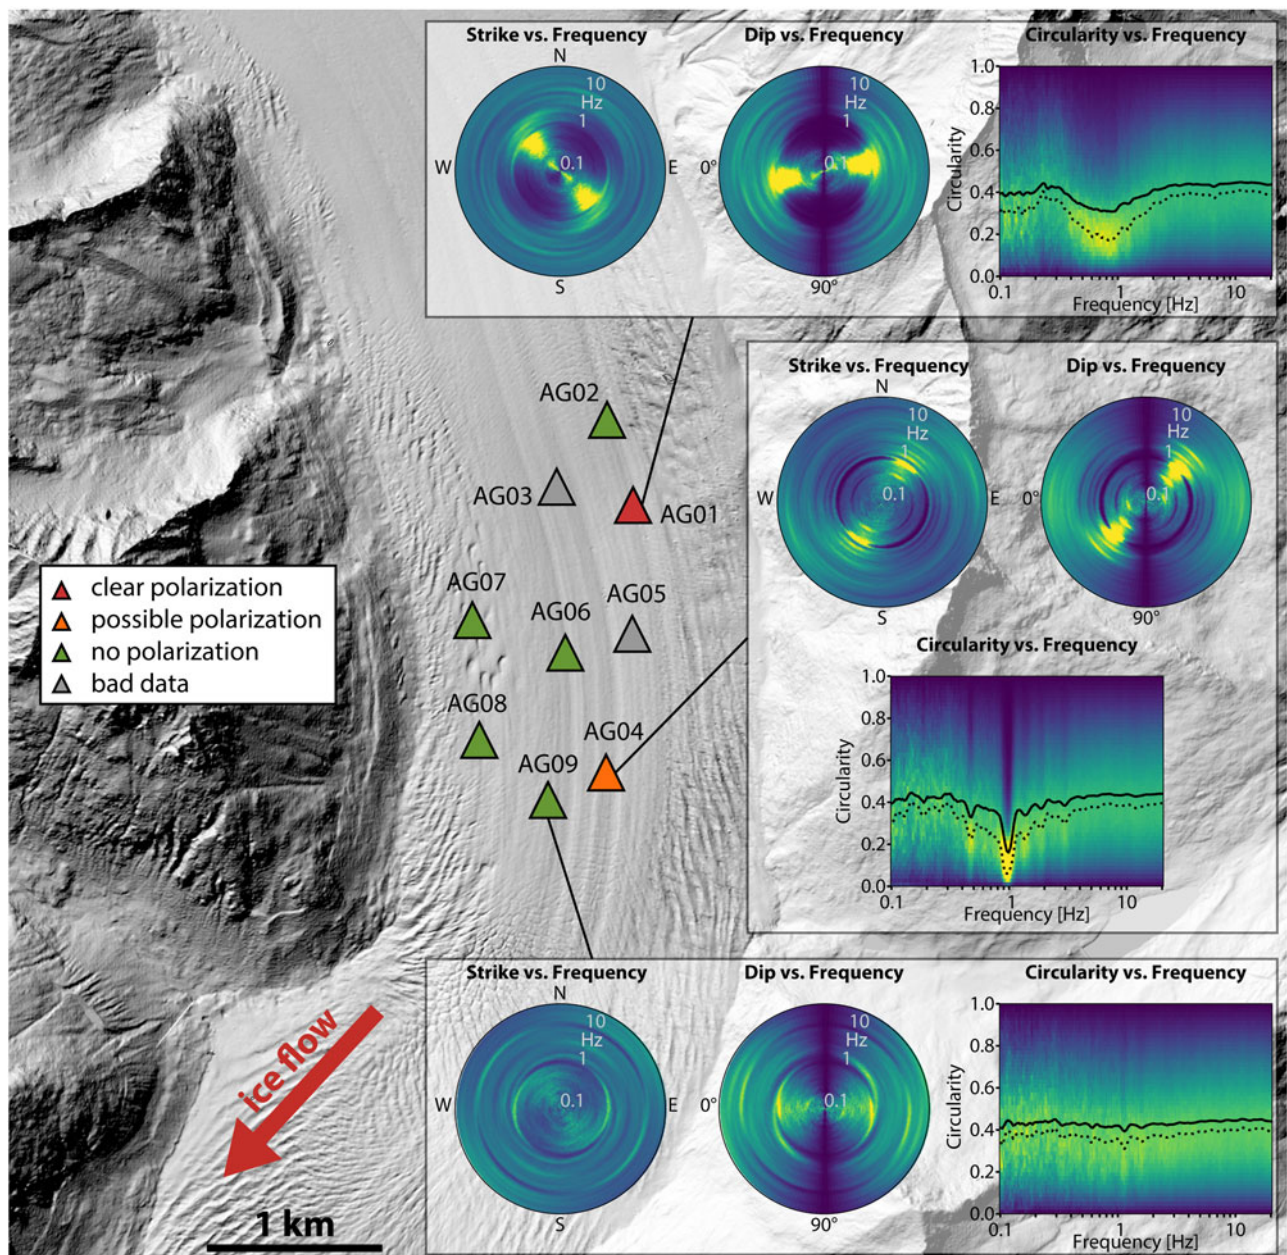 Strike vs. Frequency
Dip vs. Frequency
Circularity vs. Frequency
N
10
Hz
1
0.1
W
E
S
10
Hz
1
0.1
0°
90°
1.0
0.8
0.6
0.4
0.2
0.0
Circularity
0.1
1
10
Frequency [Hz]
Strike vs. Frequency
Dip vs. Frequency
N
10
Hz
1
0.1
W
E
S
10
Hz
1
0.1
0°
90°
Circularity vs. Frequency
1.0
0.8
0.6
0.4
0.2
0.0
Circularity
0.1
1
10
Frequency [Hz]
AG02
AG03
AG01
AG07
AG06
AG05
AG08
AG04
AG09
clear polarization
possible polarization
no polarization
bad data
Strike vs. Frequency
Dip vs. Frequency
Circularity vs. Frequency
N
10
Hz
1
0.1
W
E
S
10
Hz
1
0.1
0°
90°
1.0
0.8
0.6
0.4
0.2
0.0
Circularity
0.1
1
10
Frequency [Hz]
ice flow
1 km